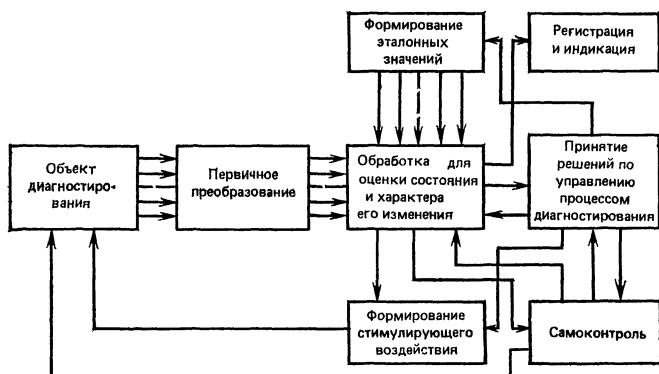 Формирование
эталонных
значений
Регистрация
и индикация
Объект
диагностиро-
вания
Первичное
преобразование
Обработка для
оценки состояния
и характера
его изменения
Принятие
решений по
управлению
процессом
диагностирования
Формирование
стимулирующего
воздействия
Самоконтроль